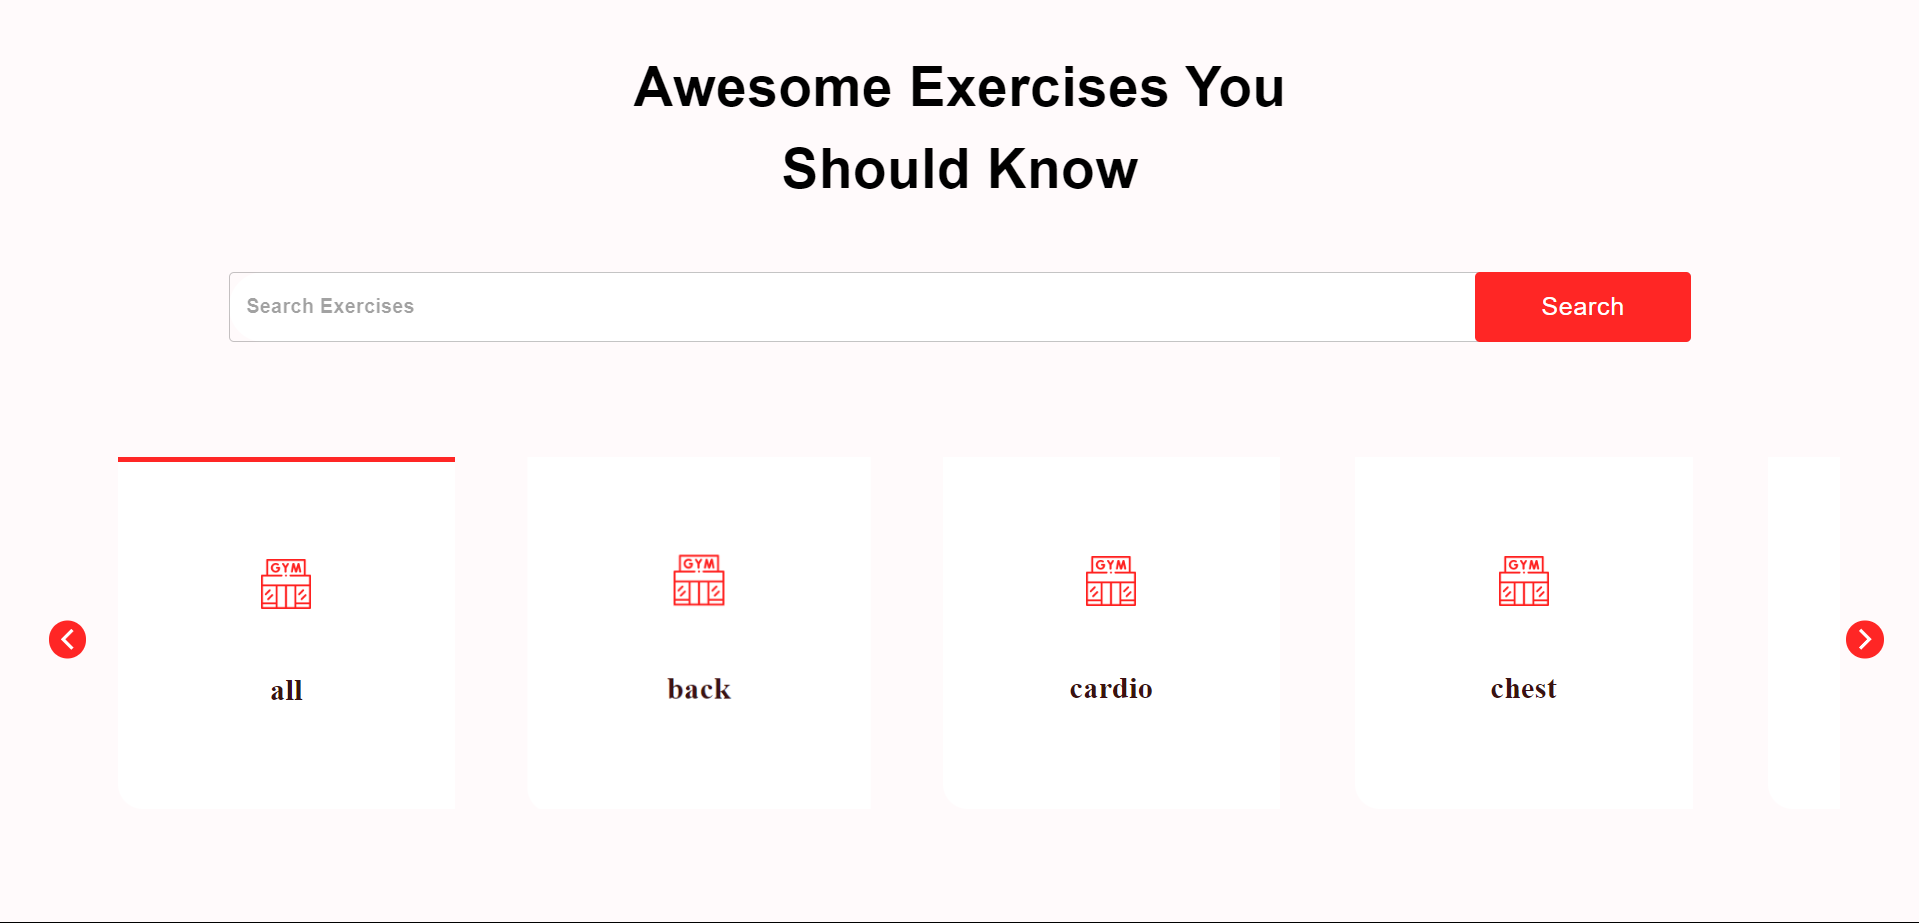 Awesome Exercises You
Should Know
Search Exercises
Search
GYM
GYM
GYM
GYM
all
back
cardio
chest